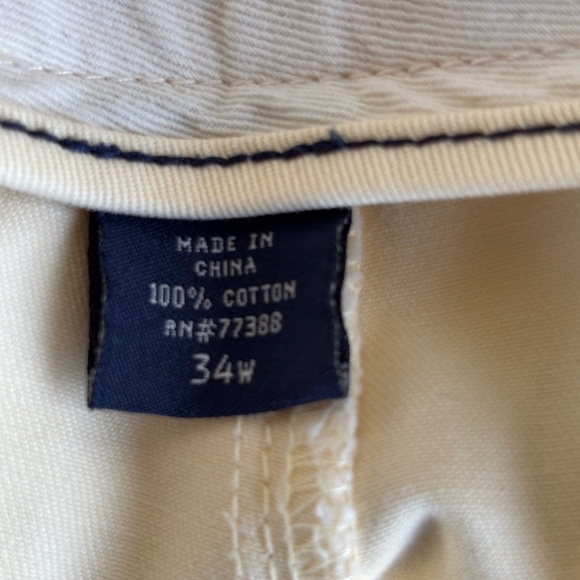 MADE IN
CHINA
100% COTTON
RN#77388
34W